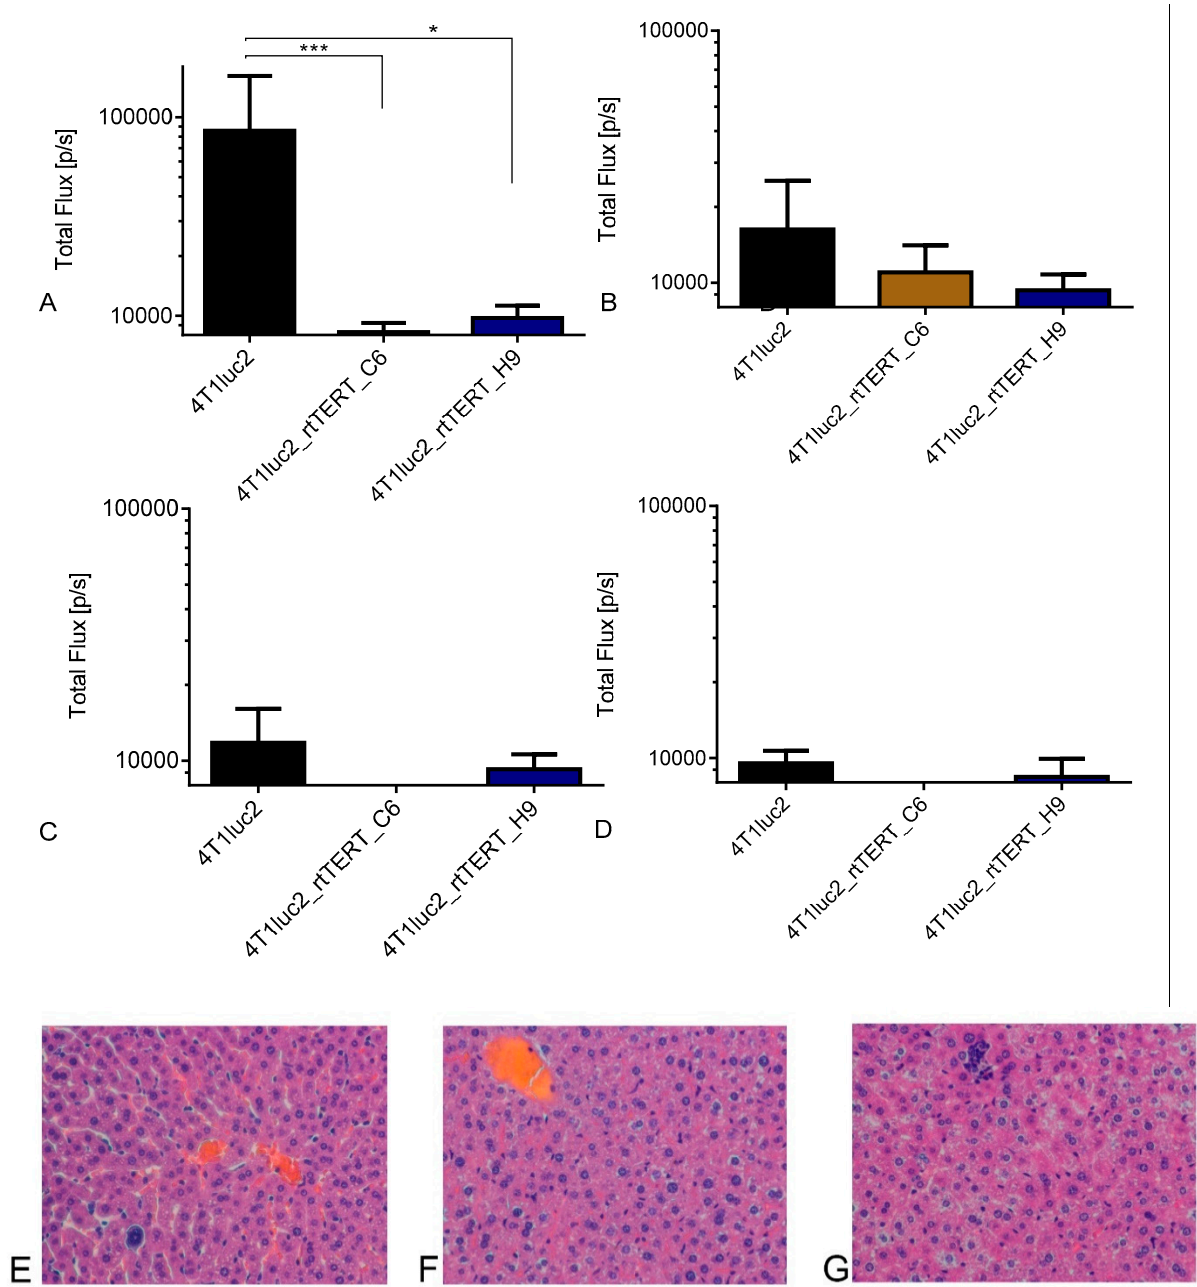 *
***
100000
10000
Total Flux [p/s]
A
4T1luc2
4T1luc2_rtTERT_C6
4T1luc2_rtTERT_H9
100000
10000
Total Flux [p/s]
B
4T1luc2
4T1luc2_rtTERT_C6
4T1luc2_rtTERT_H9
100000
10000
Total Flux [p/s]
C
4T1luc2
4T1luc2_rtTERT_C6
4T1luc2_rtTERT_H9
100000
10000
Total Flux [p/s]
D
4T1luc2
4T1luc2_rtTERT_C6
4T1luc2_rtTERT_H9
E
F
G